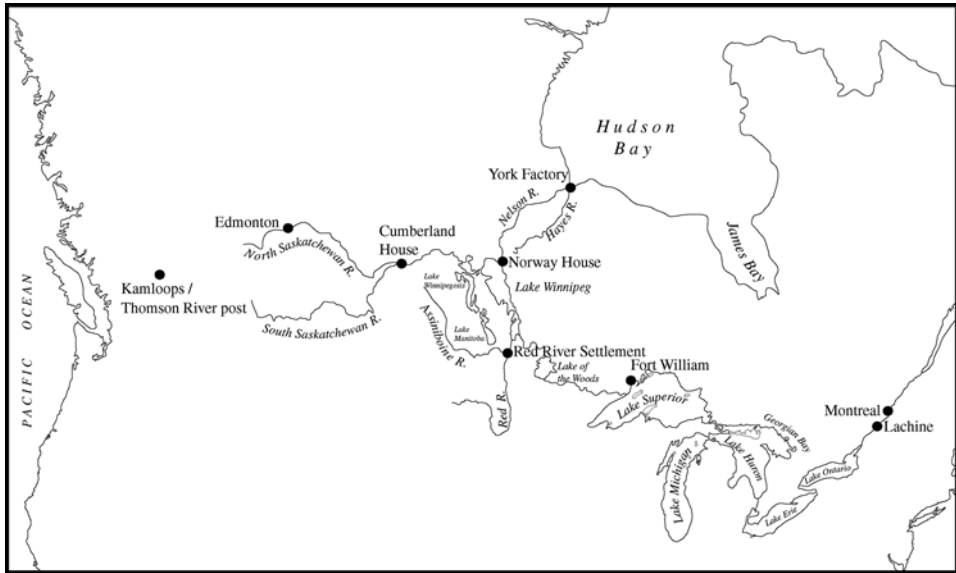 Hudson
Bay
York Factory
Nelson R.
Hayes R.
James Bay
Edmonton
North Saskatchewan R.
Cumberland
House
Norway House
Kamloops /
Thomson River post
PACIFIC OCEAN
South Saskatchewan R.
Lake
Winnipegosis
Lake Winnipeg
Assiniboine R.
Lake
Manitoba
Red River Settlement
Lake of
the Woods
Fort William
Red R.
Lake Superior
Georgian Bay
Montreal
Lachine
Lake Michigan
Lake Huron
Lake Ontario
Lake Erie